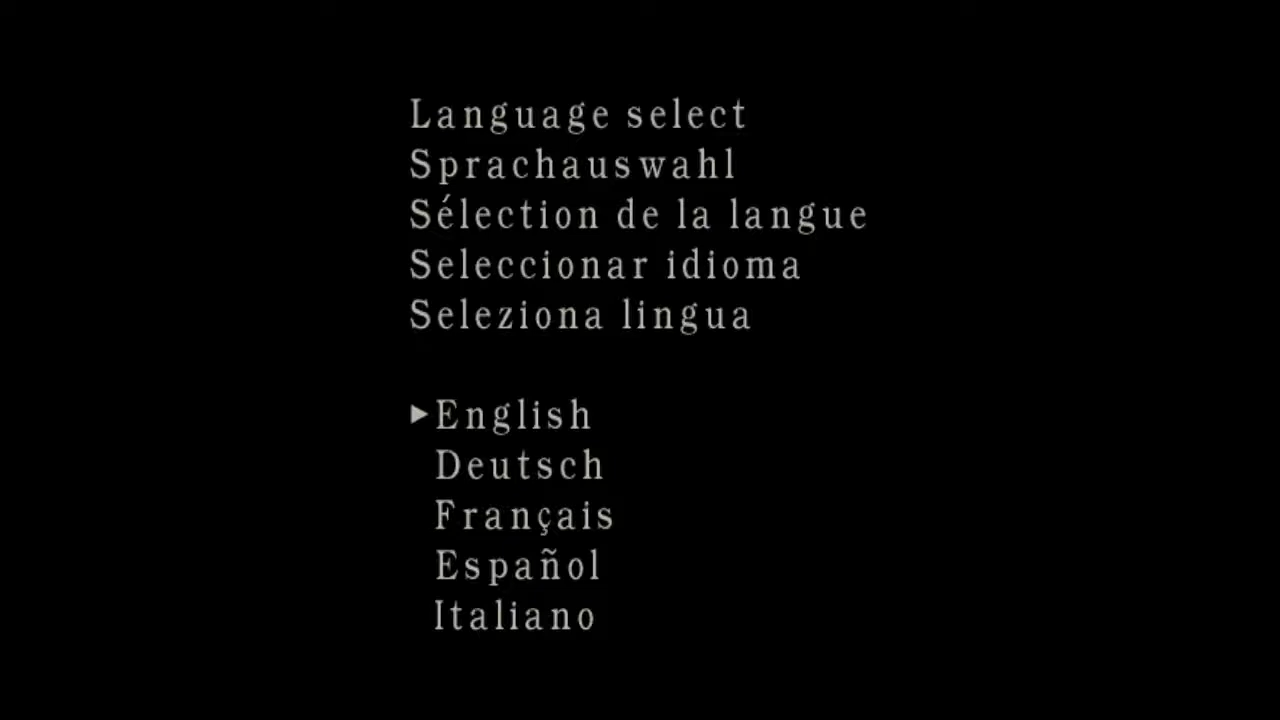 Language select
Sprachauswahl
Sélection de la langue
Seleccionar idioma
Seleziona lingua
▶English
Deutsch
Français
Español
Italiano